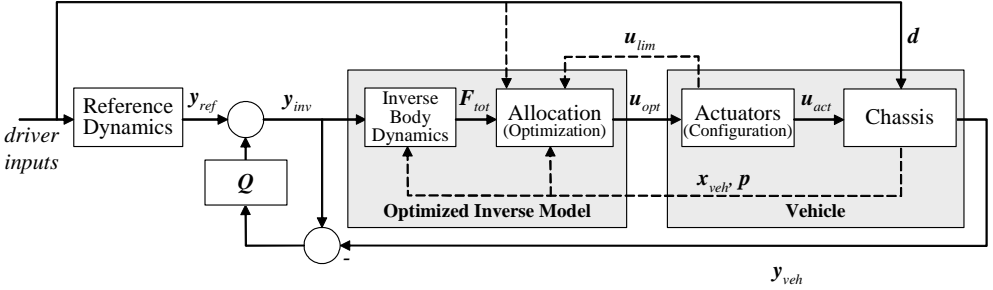 d
u_lim
Reference
Dynamics
y_ref
y_inv
Inverse
Body
Dynamics
F_tot
Allocation
(Optimization)
u_opt
Actuators
(Configuration)
u_act
Chassis
driver
inputs
Q
x_veh, p
Optimized Inverse Model
Vehicle
-
y_veh